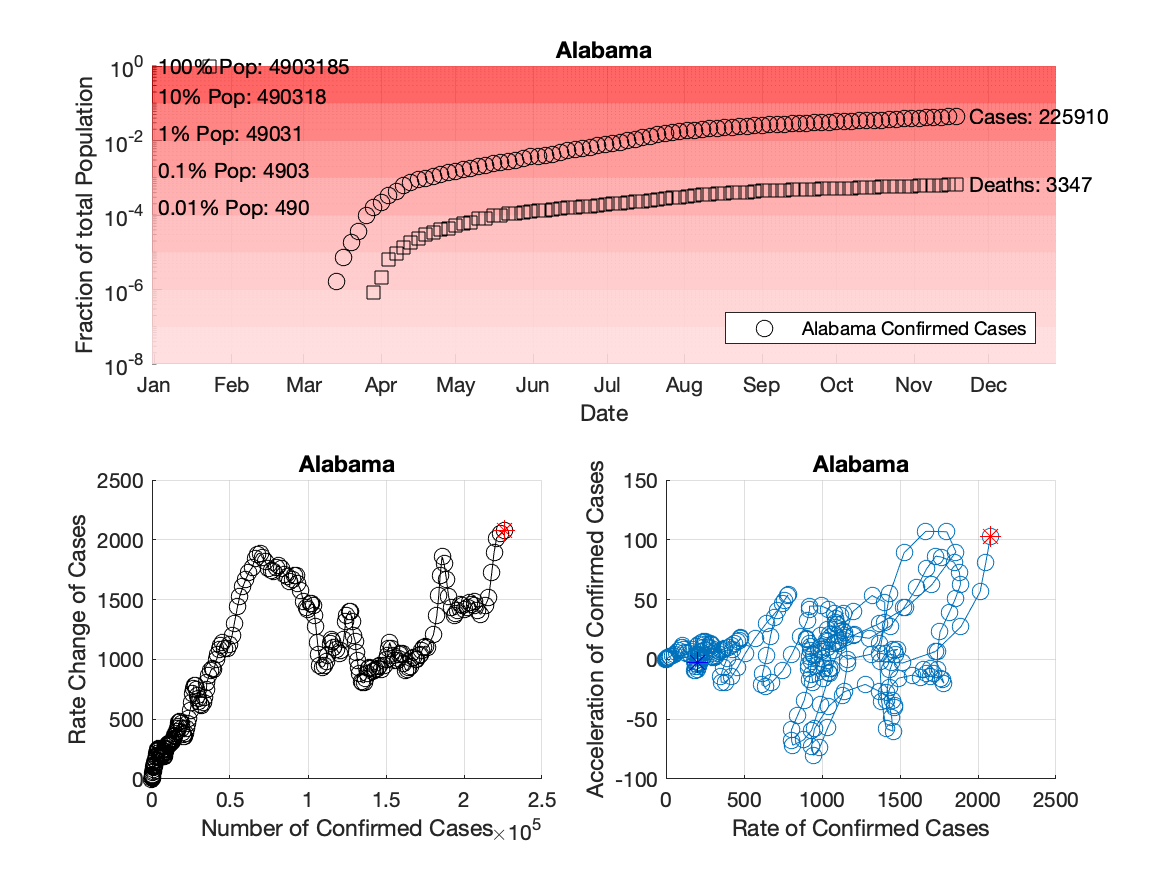 Alabama
Fraction of total Population
10^0
10^-2
10^-4
10^-6
10^-8
100% Pop: 4903185
10% Pop: 490318
1% Pop: 49031
0.1% Pop: 4903
0.01% Pop: 490
Cases: 225910
Deaths: 3347
Alabama Confirmed Cases
Jan Feb Mar Apr May Jun Jul Aug Sep Oct Nov Dec
Date
Alabama
Rate Change of Cases
2500
2000
1500
1000
500
0
0 0.5 1 1.5 2 2.5
Number of Confirmed Cases ×10^5
Alabama
Acceleration of Confirmed Cases
150
100
50
0
-50
-100
0 500 1000 1500 2000 2500
Rate of Confirmed Cases